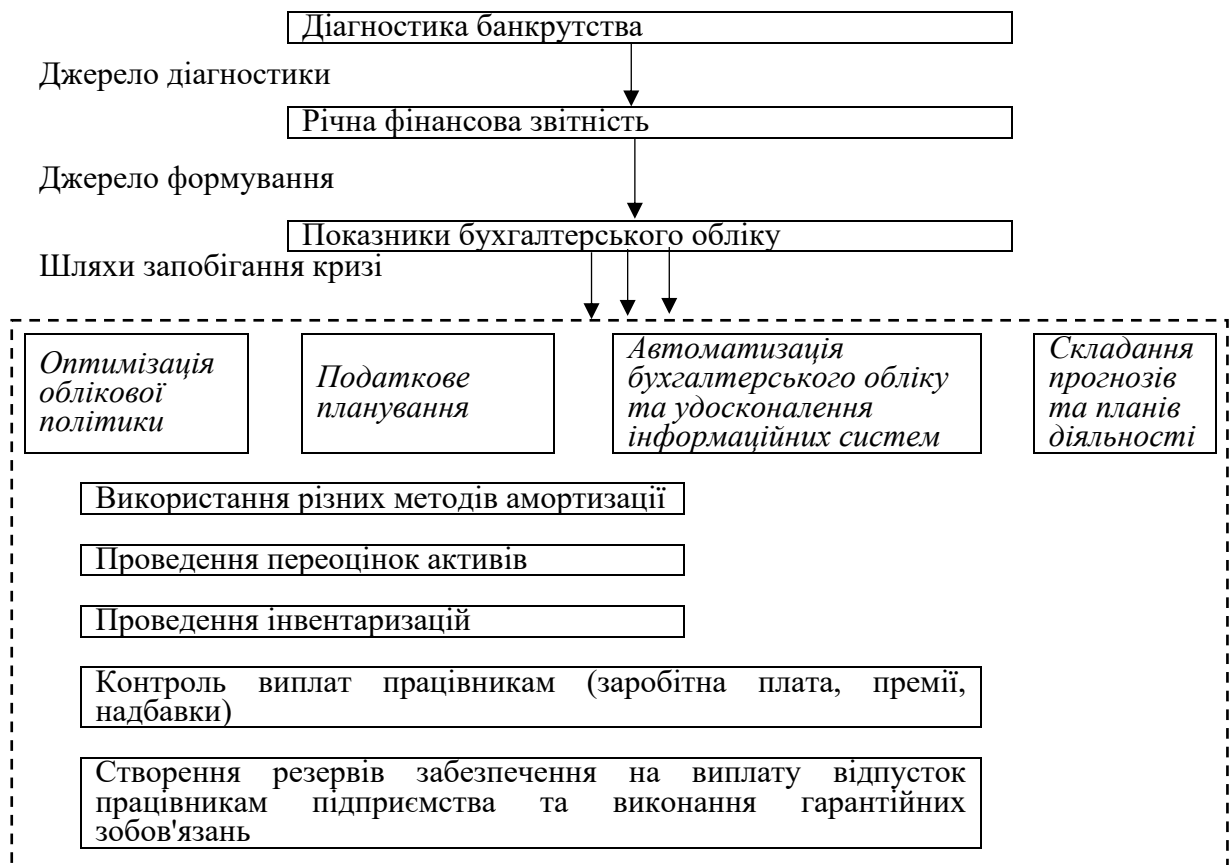 Діагностика банкрутства
Джерело діагностики
Річна фінансова звітність
Джерело формування
Показники бухгалтерського обліку
Шляхи запобігання кризі
Оптимізація
облікової
політики
Податкове
планування
Автоматизація
бухгалтерського обліку
та удосконалення
інформаційних систем
Складання
прогнозів
та планів
діяльності
Використання різних методів амортизації
Проведення переоцінок активів
Проведення інвентаризацій
Контроль виплат працівникам (заробітна плата, премії,
надбавки)
Створення резервів забезпечення на виплату відпусток
працівникам підприємства та виконання гарантійних
зобов'язань